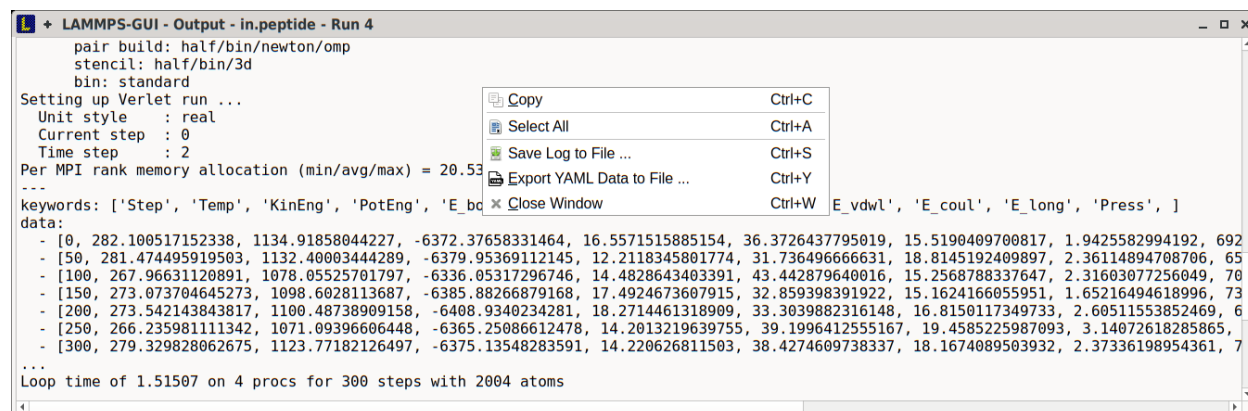 LAMMPS-GUI - Output - in.peptide - Run 4
pair build: half/bin/newton/omp
stencil: half/bin/3d
bin: standard
Setting up Verlet run ...
Unit style    : real
Current step  : 0
Time step     : 2
Per MPI rank memory allocation (min/avg/max) = 20.53
---
keywords: ['Step', 'Temp', 'KinEng', 'PotEng', 'E_bo E_vdwl', 'E_coul', 'E_long', 'Press', ]
data:
- [0, 282.100517152338, 1134.91858044227, -6372.37658331464, 16.5571515885154, 36.3726437795019, 15.5190409700817, 1.9425582994192, 692
- [50, 281.474495919503, 1132.40003444289, -6379.95369112145, 12.2118345801774, 31.736496666631, 18.8145192409897, 2.36114894708706, 65
- [100, 267.96631120891, 1078.05525701797, -6336.05317296746, 14.4828643403391, 43.442879640016, 15.2568788337647, 2.31603077256049, 70
- [150, 273.073704645273, 1098.6028113687, -6385.88266879168, 17.4924673607915, 32.859398391922, 15.1624166055951, 1.65216494618996, 73
- [200, 273.542143843817, 1100.48738909158, -6408.9340234281, 18.2714461318909, 33.3039882316148, 16.8150117349733, 2.60511553852469, 6
- [250, 266.235981111342, 1071.09396606448, -6365.25086612478, 14.2013219639755, 39.1996412555167, 19.4585225987093, 3.14072618285865,
- [300, 279.329828062675, 1123.77182126497, -6375.13548283591, 14.220626811503, 38.4274609738337, 18.1674089503932, 2.37336198954361, 7
...
Loop time of 1.51507 on 4 procs for 300 steps with 2004 atoms
Copy Ctrl+C
Select All Ctrl+A
Save Log to File ... Ctrl+S
Export YAML Data to File ... Ctrl+Y
Close Window Ctrl+W